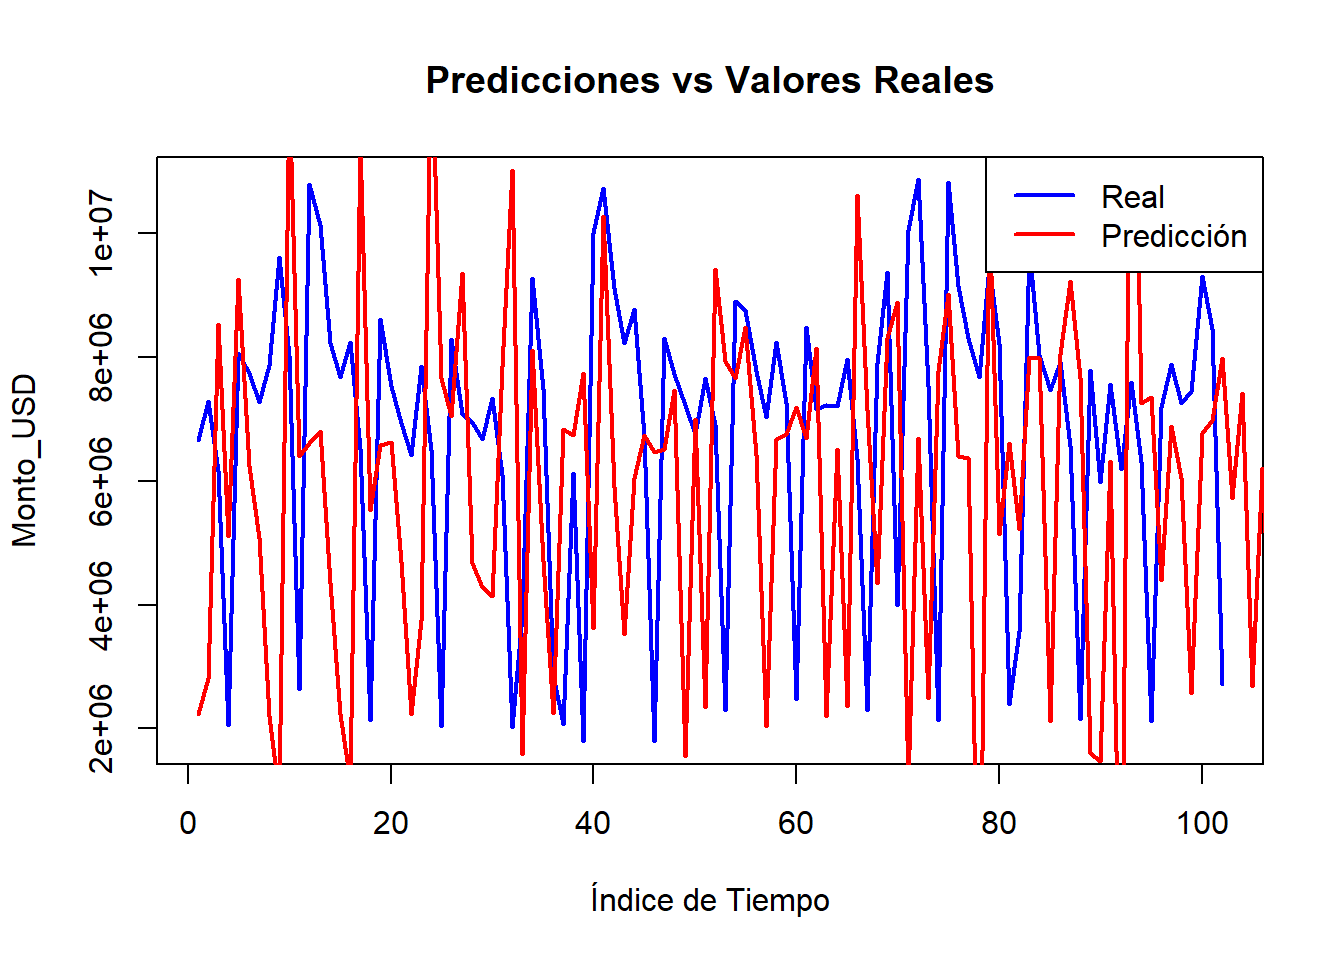 Predicciones vs Valores Reales
Real
Predicción
Monto_USD
1e+07
8e+06
6e+06
4e+06
2e+06
0 20 40 60 80 100
Índice de Tiempo